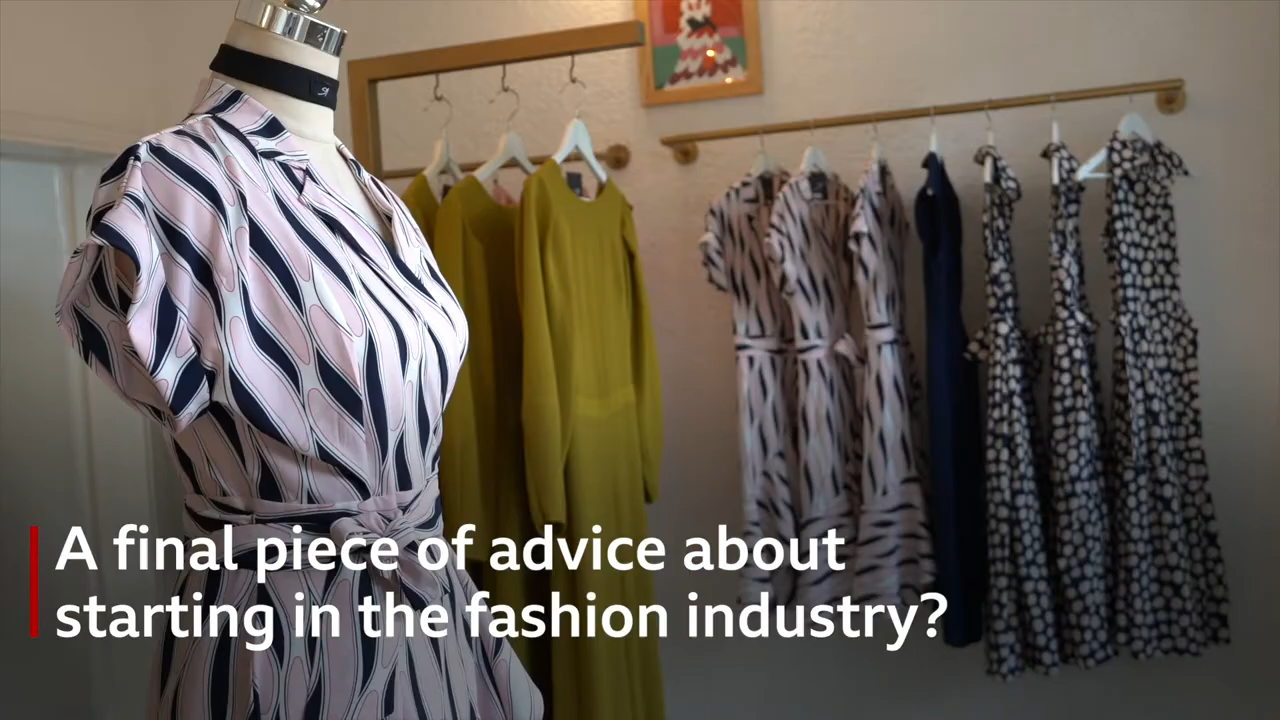 A final piece of advice about
starting in the fashion industry?